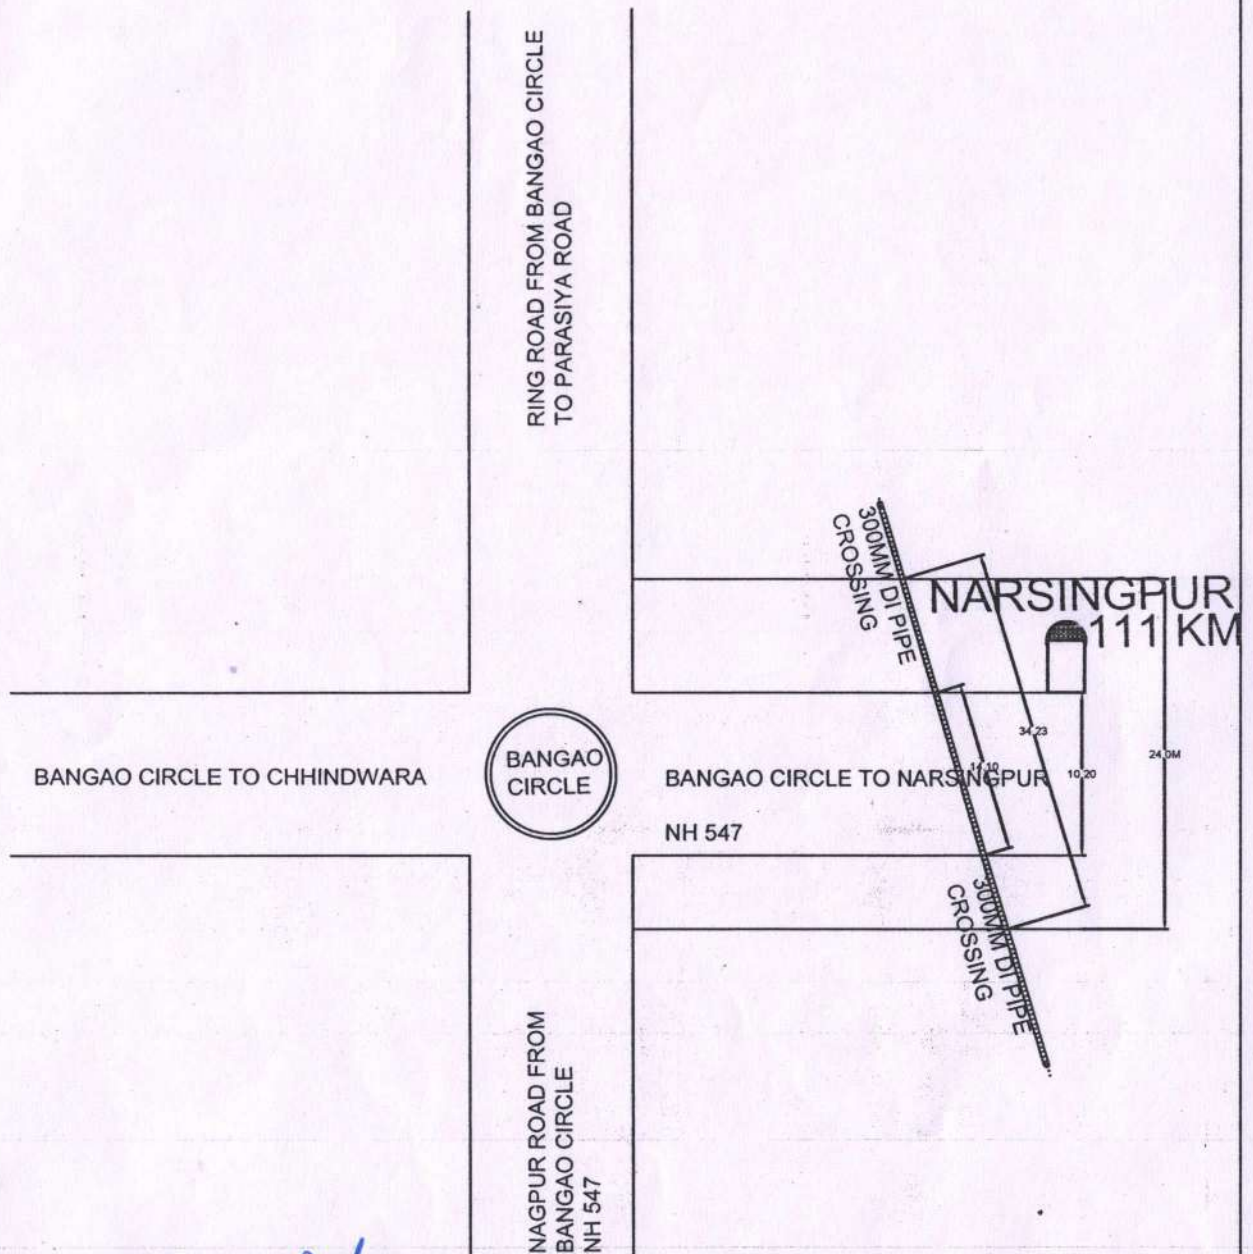 RING ROAD FROM BANGAO CIRCLE
TO PARASIYA ROAD
300MM DI PIPE
CROSSING
NARSINGPUR
111 KM
34.23
24.0M
10.20
BANGAO CIRCLE TO CHHINDWARA
BANGAO
CIRCLE
BANGAO CIRCLE TO NARSINGPUR
NH 547
300MM DI PIPE
CROSSING
NAGPUR ROAD FROM
BANGAO CIRCLE
NH 547